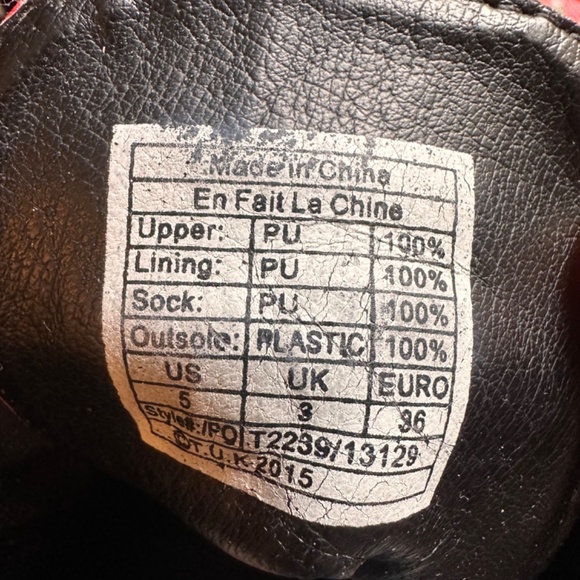 Made in China
En Fait La Chine
Upper: PU 100%
Lining: PU 100%
Sock: PU 100%
Outsole: PLASTIC 100%
US UK EURO
5 3 36
Style#:/PO T2239/13129
©T.U.K 2015